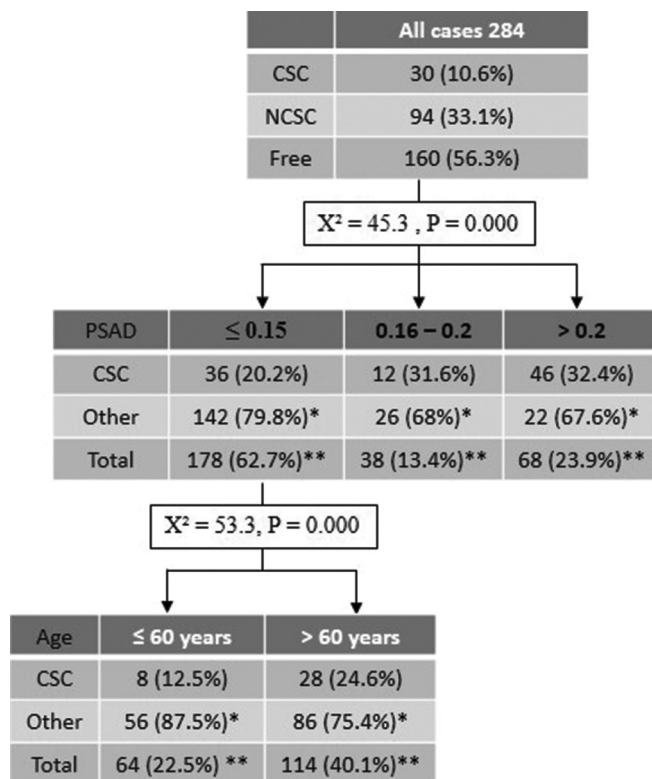 All cases 284
CSC 30 (10.6%)
NCSC 94 (33.1%)
Free 160 (56.3%)
X² = 45.3 , P = 0.000
PSAD ≤ 0.15 0.16 – 0.2 > 0.2
CSC 36 (20.2%) 12 (31.6%) 46 (32.4%)
Other 142 (79.8%)* 26 (68%)* 22 (67.6%)*
Total 178 (62.7%)** 38 (13.4%)** 68 (23.9%)**
X² = 53.3, P = 0.000
Age ≤ 60 years > 60 years
CSC 8 (12.5%) 28 (24.6%)
Other 56 (87.5%)* 86 (75.4%)*
Total 64 (22.5%) ** 114 (40.1%)**